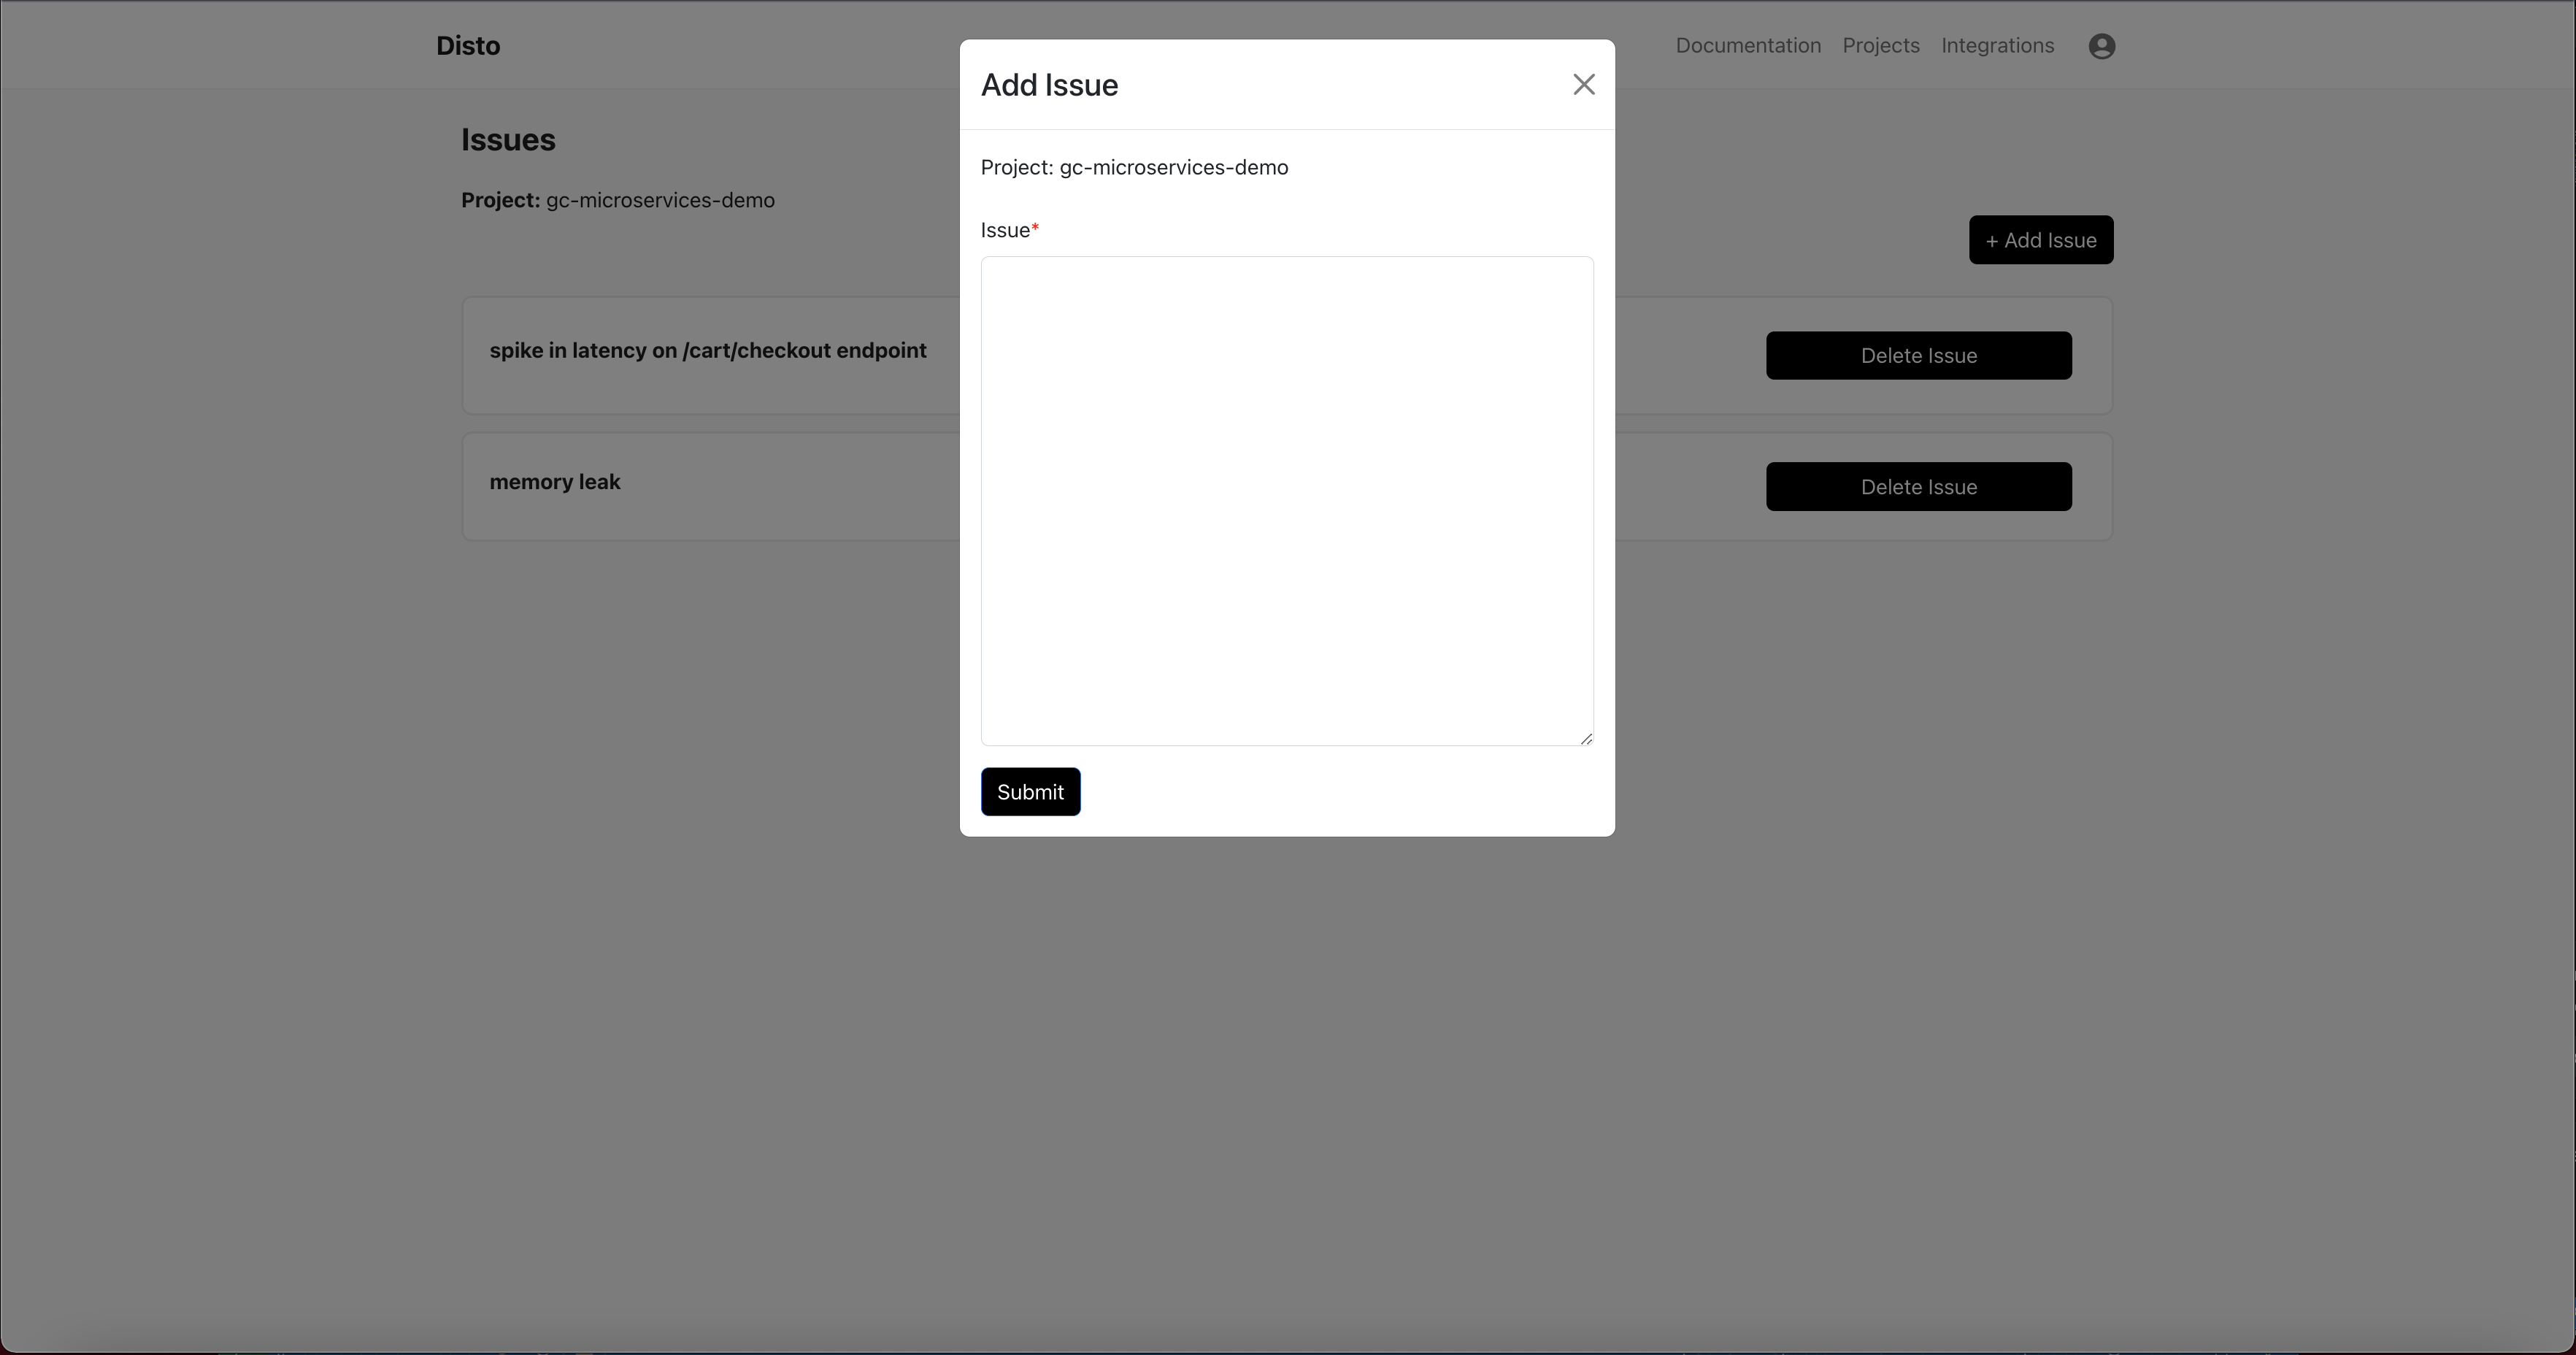 Disto
Documentation Projects Integrations
Issues
Project: gc-microservices-demo
+ Add Issue
spike in latency on /cart/checkout endpoint
Delete Issue
memory leak
Delete Issue
Add Issue
Project: gc-microservices-demo
Issue*
Submit